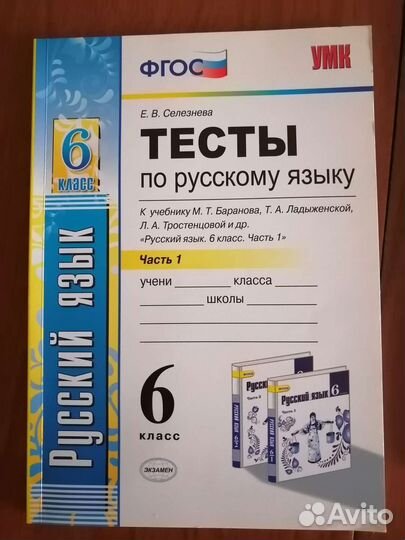 ФГОС
УМК
Е. В. Селезнева
ТЕСТЫ
по русскому языку
К учебнику М. Т. Баранова, Т. А. Ладыженской,
Л. А. Тростенцовой и др.
«Русский язык. 6 класс. Часть 1»
Часть 1
учени класса
школы
6
КЛАСС
Русский язык
6
класс
ЭКЗАМЕН
Русский язык 6
Avito